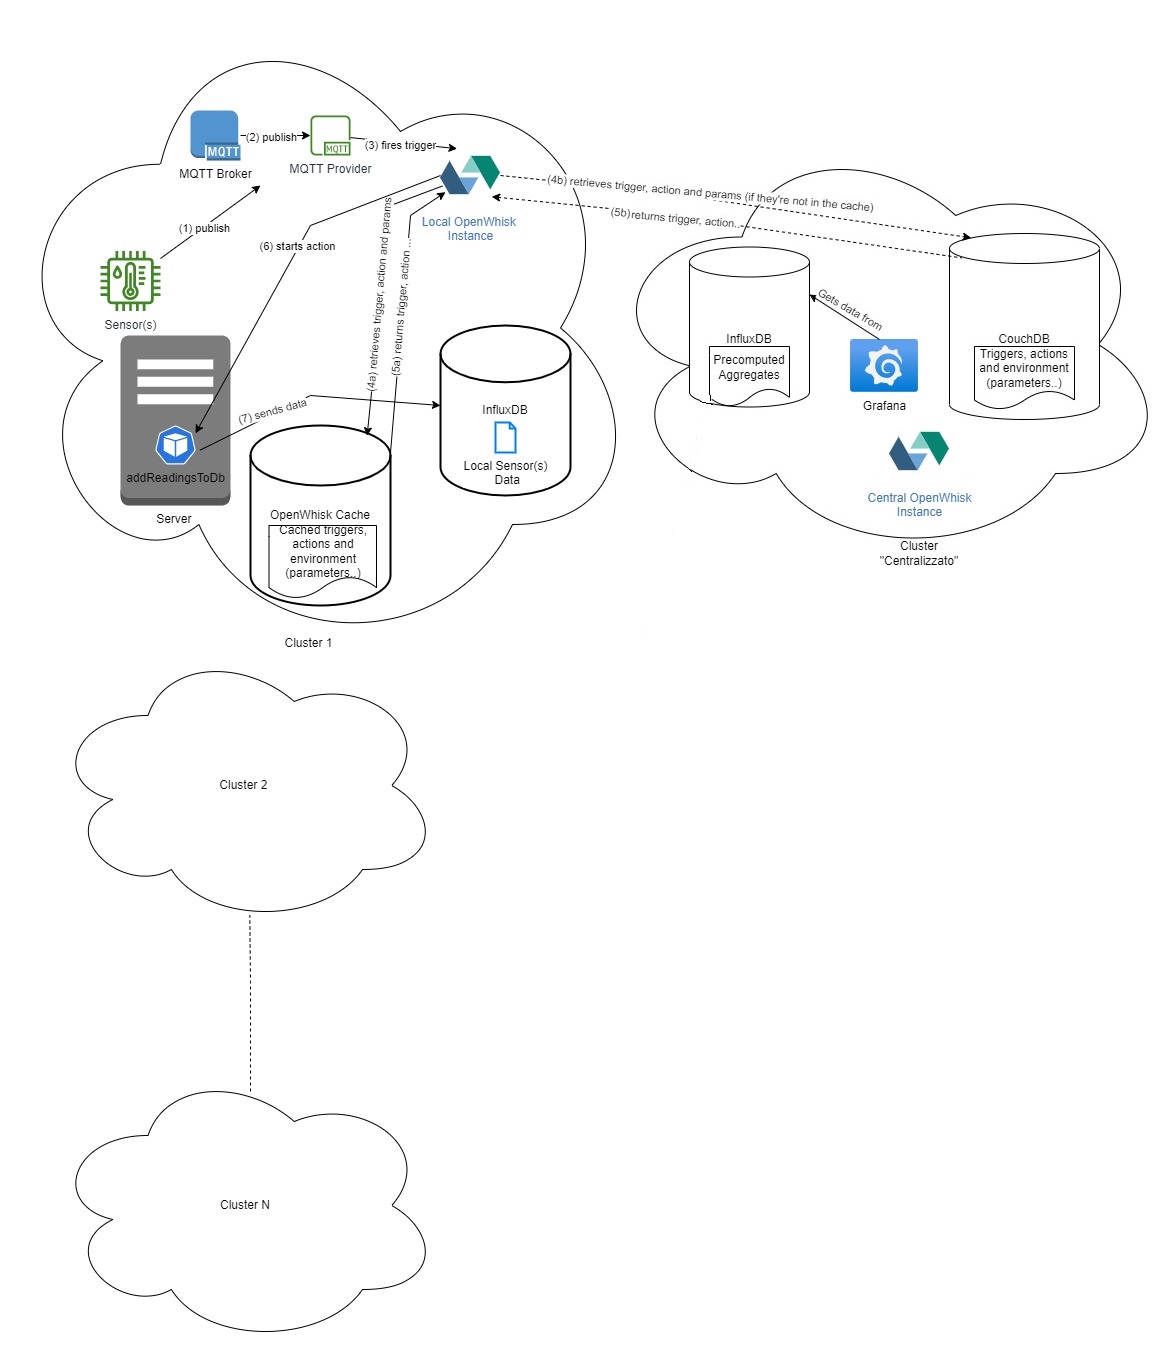 MQTT
MQTT Broker
(2) publish
MQTT
MQTT Provider
(3) fires trigger
Local OpenWhisk
Instance
(1) publish
Sensor(s)
(6) starts action
(4a) retrieves trigger, action and params
(5a) returns trigger, action ...
(4b) retrieves trigger, action and params (if they're not in the cache)
(5b)returns trigger, action...
addReadingsToDb
Server
(7) sends data
OpenWhisk Cache
Cached triggers,
actions and
environment
(parameters..)
InfluxDB
Local Sensor(s)
Data
Cluster 1
InfluxDB
Precomputed
Aggregates
Gets data from
Grafana
CouchDB
Triggers, actions
and environment
(parameters..)
Central OpenWhisk
Instance
Cluster
"Centralizzato"
Cluster 2
Cluster N